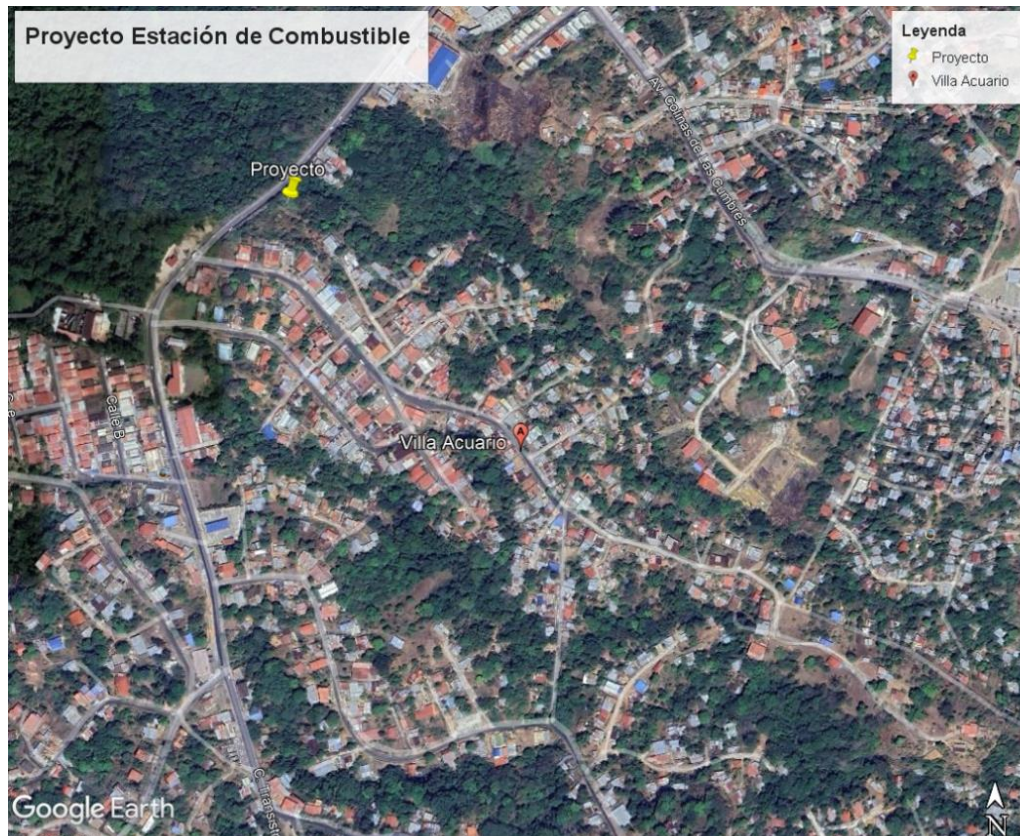 Proyecto Estación de Combustible
Leyenda
Proyecto
Villa Acuario
Av. Colinas de Las Cumbres
Proyecto
A
Villa Acuario
Calle B
Google Earth
N